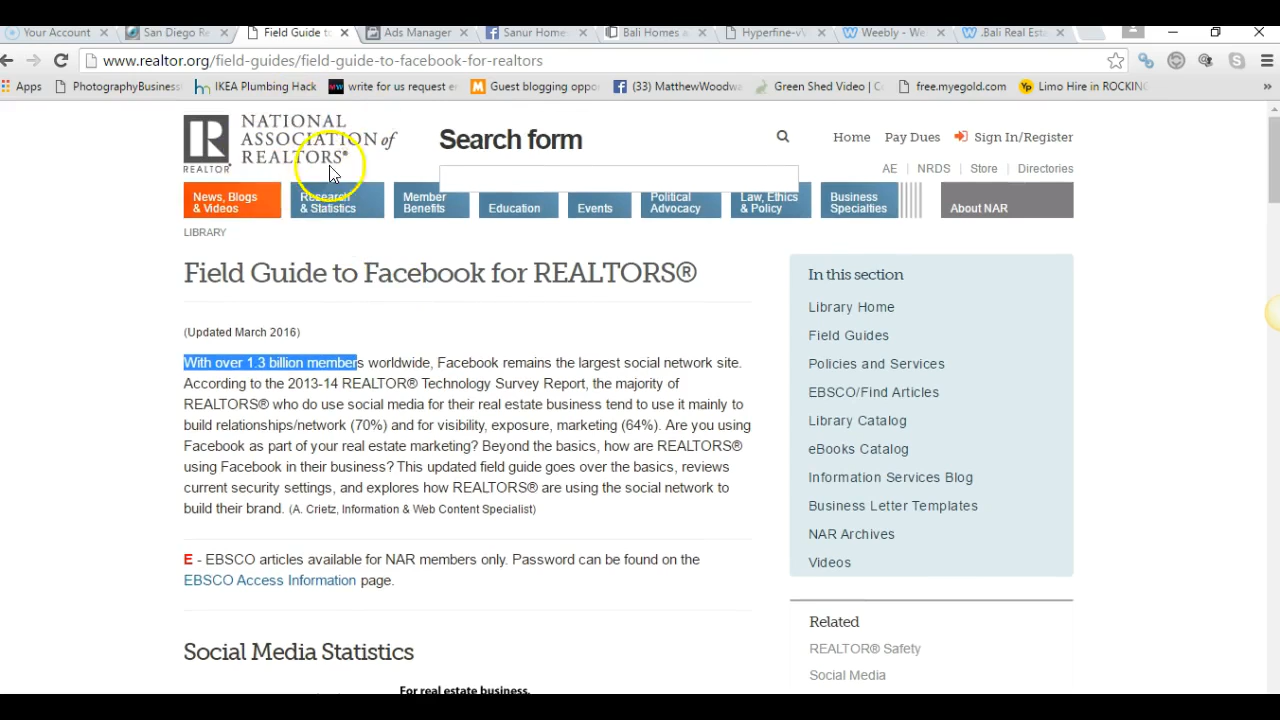 Your Account
San Diego Re
Field Guide to
Ads Manager
Sanur Home
Bali Homes a
Hyperfine-v
Weebly - We
.Bali Real Esta
www.realtor.org/field-guides/field-guide-to-facebook-for-realtors
Apps
PhotographyBusiness
IKEA Plumbing Hack
write for us request e
Guest blogging oppo
(33) MatthewWoodwa
Green Shed Video | C
free.myegold.com
Limo Hire in ROCKING
»
NATIONAL
ASSOCIATION of
REALTORS®
REALTOR®
Search form
Home
Pay Dues
Sign In/Register
AE | NRDS | Store | Directories
News, Blogs
& Videos
Research
& Statistics
Member
Benefits
Education
Events
Political
Advocacy
Law, Ethics
& Policy
Business
Specialties
About NAR
LIBRARY
Field Guide to Facebook for REALTORS®
(Updated March 2016)
With over 1.3 billion members worldwide, Facebook remains the largest social network site.
According to the 2013-14 REALTOR® Technology Survey Report, the majority of
REALTORS® who do use social media for their real estate business tend to use it mainly to
build relationships/network (70%) and for visibility, exposure, marketing (64%). Are you using
Facebook as part of your real estate marketing? Beyond the basics, how are REALTORS®
using Facebook in their business? This updated field guide goes over the basics, reviews
current security settings, and explores how REALTORS® are using the social network to
build their brand. (A. Crietz, Information & Web Content Specialist)
E - EBSCO articles available for NAR members only. Password can be found on the
EBSCO Access Information page.
Social Media Statistics
For real estate business,
In this section
Library Home
Field Guides
Policies and Services
EBSCO/Find Articles
Library Catalog
eBooks Catalog
Information Services Blog
Business Letter Templates
NAR Archives
Videos
Related
REALTOR® Safety
Social Media